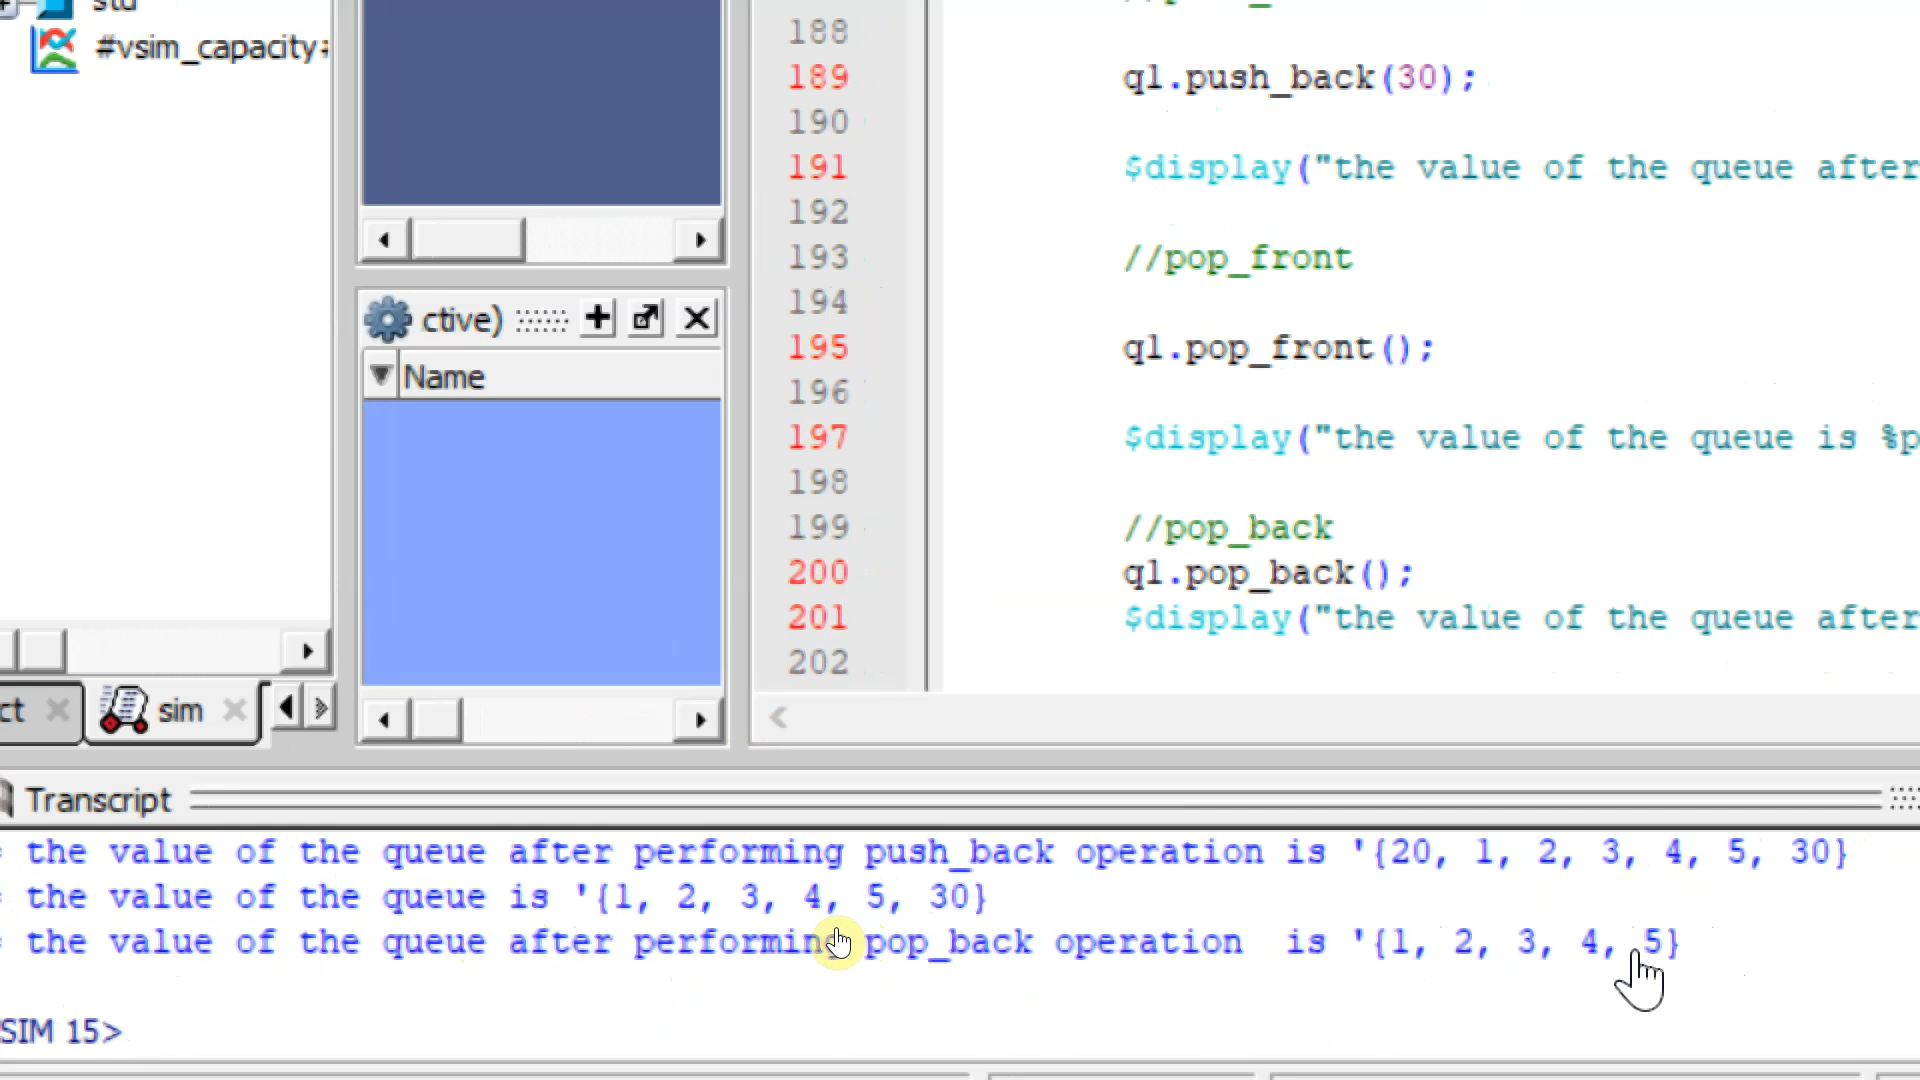 std
#vsim_capacity#
188
189 ql.push_back(30);
190
191 $display("the value of the queue after
192
193 //pop_front
194
195 ql.pop_front();
196
197 $display("the value of the queue is %p
198
199 //pop_back
200 ql.pop_back();
201 $display("the value of the queue after
202
ctive)
Name
ct
sim
Transcript
the value of the queue after performing push_back operation is '{20, 1, 2, 3, 4, 5, 30}
the value of the queue is '{1, 2, 3, 4, 5, 30}
the value of the queue after performing pop_back operation  is '{1, 2, 3, 4, 5}
SIM 15>